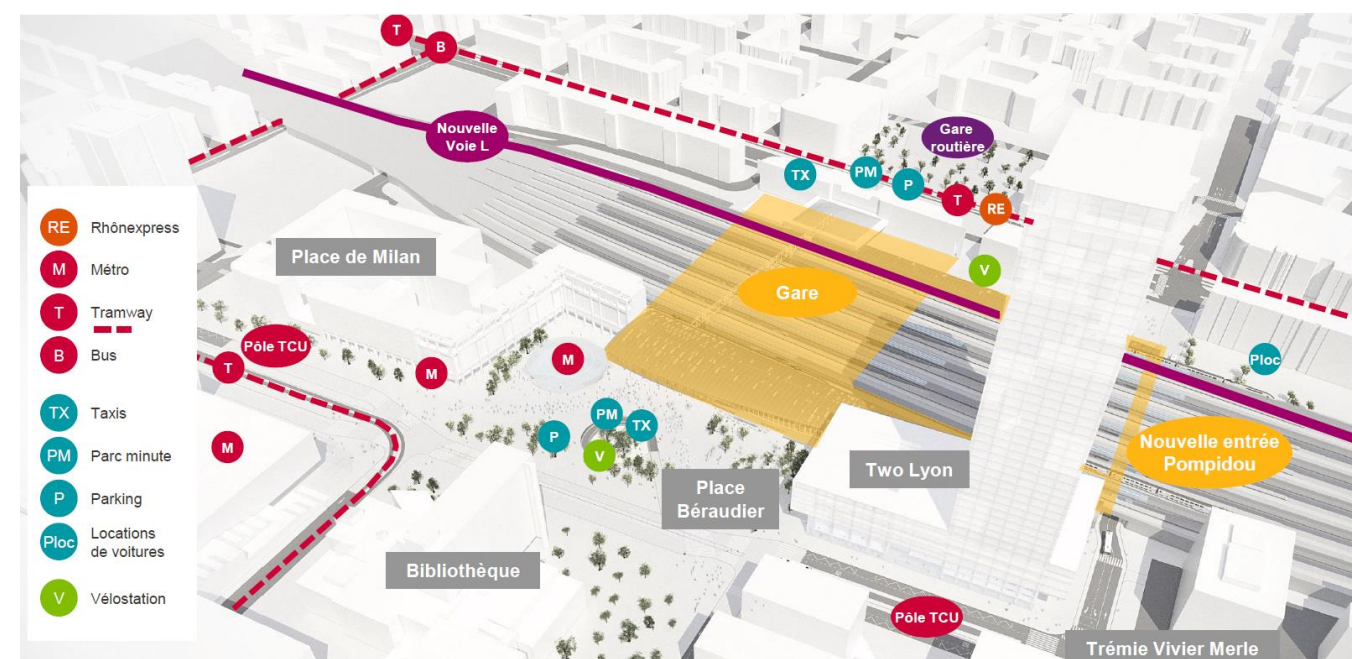 T
B
Nouvelle
Voie L
Gare
routière
TX
PM
P
T
RE
V
Gare
Place de Milan
RE Rhônexpress
M Métro
T Tramway
B Bus
TX Taxis
PM Parc minute
P Parking
Ploc Locations
de voitures
V Vélostation
Pôle TCU
T
M
M
M
PM
TX
P
V
Place
Béraudier
Two Lyon
Bibliothèque
Ploc
Nouvelle entrée
Pompidou
Pôle TCU
Trémie Vivier Merle